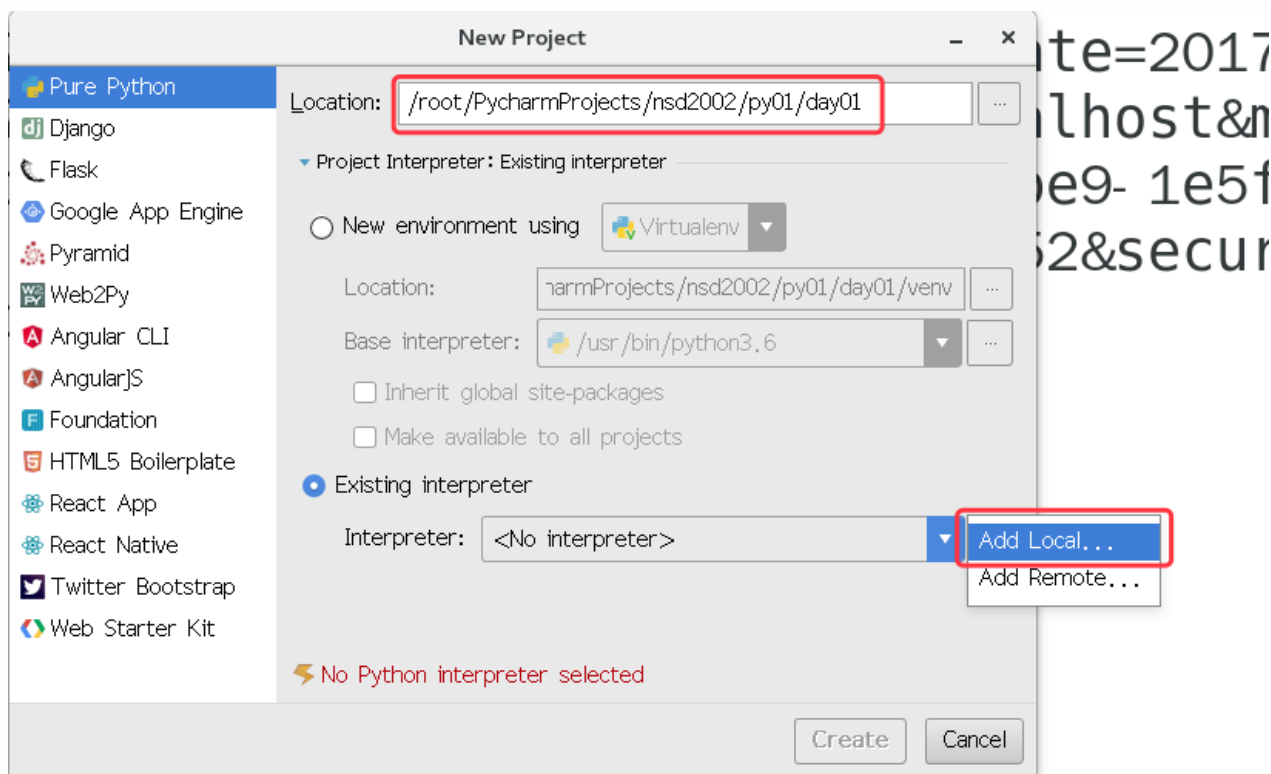 New Project
Pure Python
Django
Flask
Google App Engine
Pyramid
Web2Py
Angular CLI
AngularJS
Foundation
HTML5 Boilerplate
React App
React Native
Twitter Bootstrap
Web Starter Kit
Location: /root/PycharmProjects/nsd2002/py01/day01 ...
Project Interpreter: Existing interpreter
New environment using Virtualenv
Location: harmProjects/nsd2002/py01/day01/venv ...
Base interpreter: /usr/bin/python3.6 ...
Inherit global site-packages
Make available to all projects
Existing interpreter
Interpreter: <No interpreter>
Add Local...
Add Remote...
No Python interpreter selected
Create Cancel
ate=2017
lhost&m
be9- 1e5f
52&secur